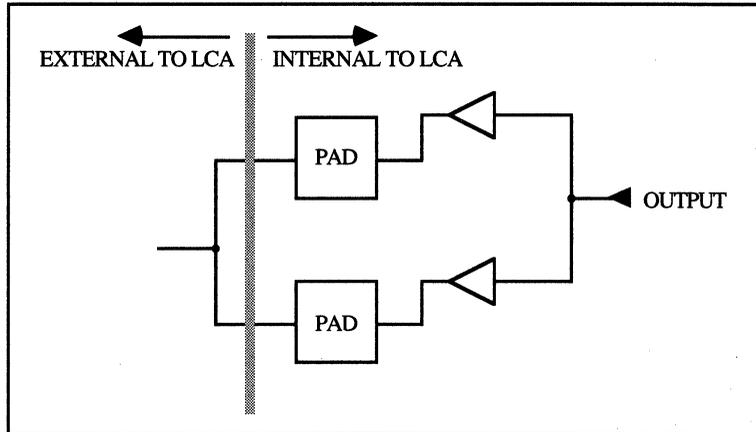 EXTERNAL TO LCA
INTERNAL TO LCA
PAD
OUTPUT
PAD